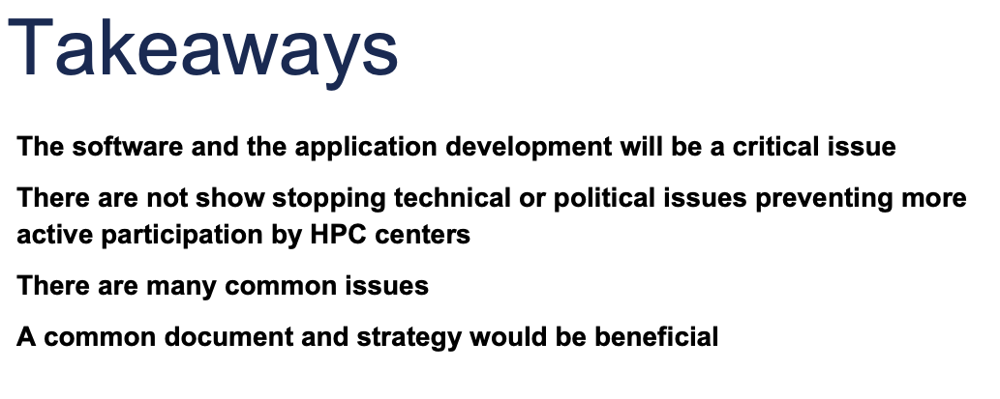 Takeaways
The software and the application development will be a critical issue
There are not show stopping technical or political issues preventing more
active participation by HPC centers
There are many common issues
A common document and strategy would be beneficial